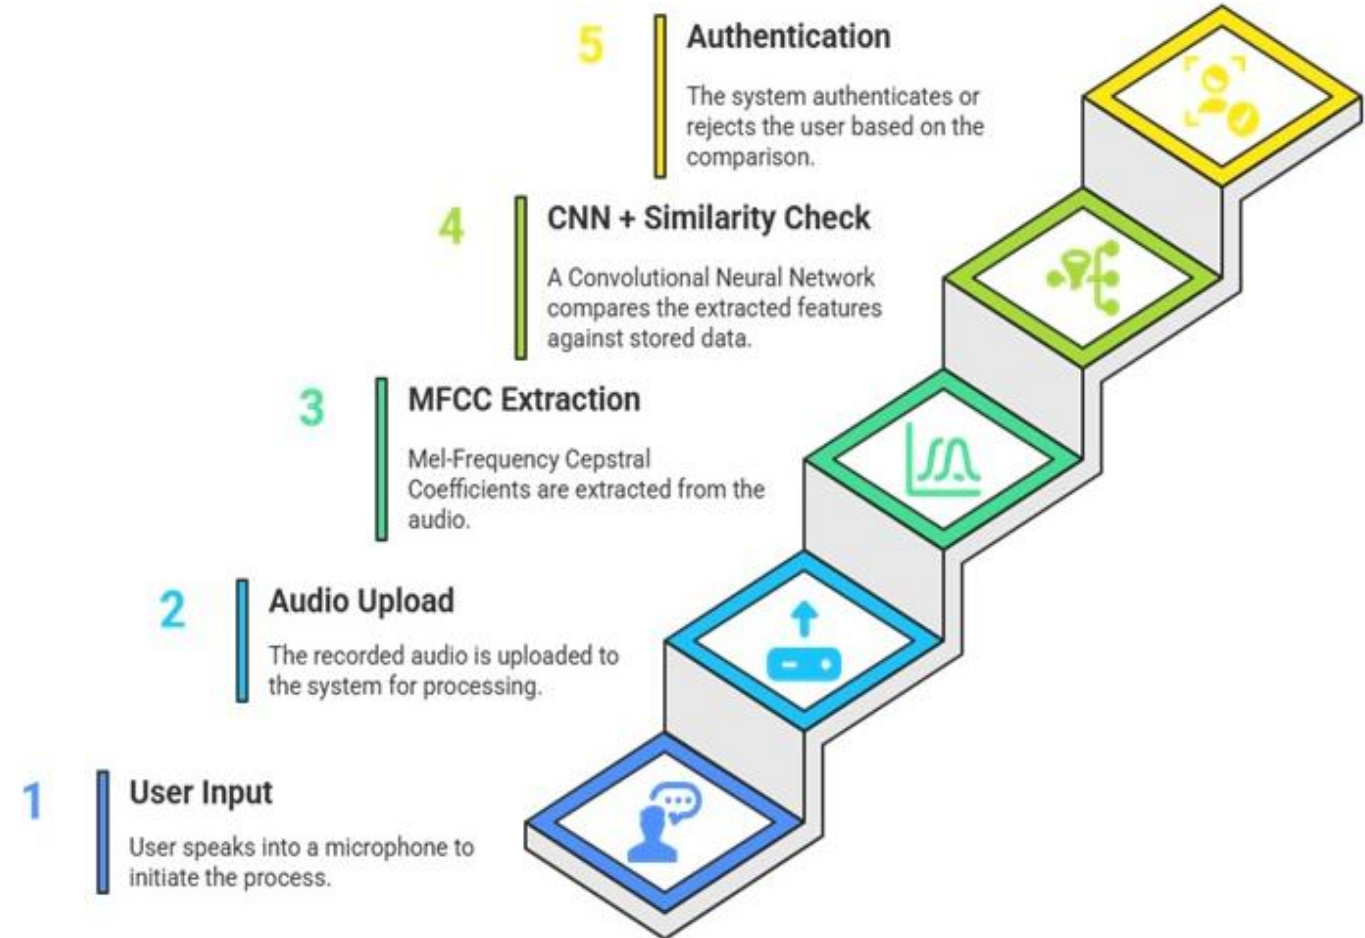 5
Authentication
The system authenticates or
rejects the user based on the
comparison.
4
CNN + Similarity Check
A Convolutional Neural Network
compares the extracted features
against stored data.
3
MFCC Extraction
Mel-Frequency Cepstral
Coefficients are extracted from the
audio.
2
Audio Upload
The recorded audio is uploaded to
the system for processing.
1
User Input
User speaks into a microphone to
initiate the process.